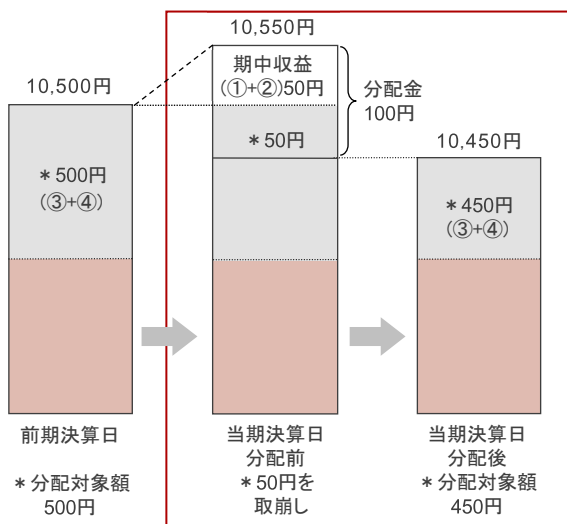 10,550円
期中収益
(①+②)50円
分配金
100円
10,500円
＊50円
10,450円
＊500円
(③+④)
＊450円
(③+④)
前期決算日
＊分配対象額
500円
当期決算日
分配前
＊50円を
取崩し
当期決算日
分配後
＊分配対象額
450円